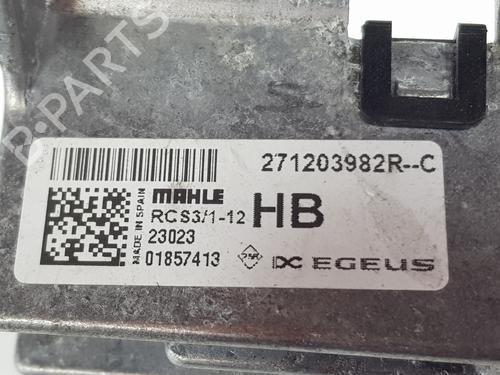 B-PARTS
271203982R--C
MAHLE
RCS3/1-12 HB
MADE IN SPAIN
23023
01857413
EGEUS